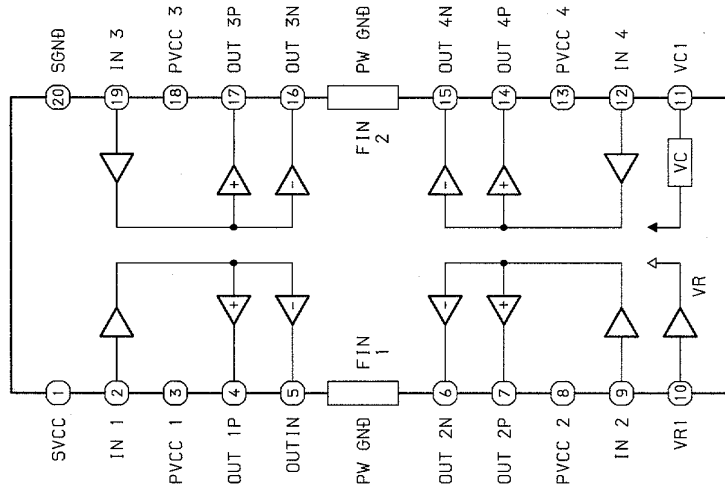 SVCC 1 20 SGND
IN 1 2 19 IN 3
PVCC 1 3 18 PVCC 3
OUT 1P 4 + + 17 OUT 3P
OUTIN 5 - - 16 OUT 3N
PW GND FIN 1 FIN 2 PW GND
OUT 2N 6 - - 15 OUT 4N
OUT 2P 7 + + 14 OUT 4P
PVCC 2 8 13 PVCC 4
IN 2 9 12 IN 4
VR1 10 VR VC 11 VC1